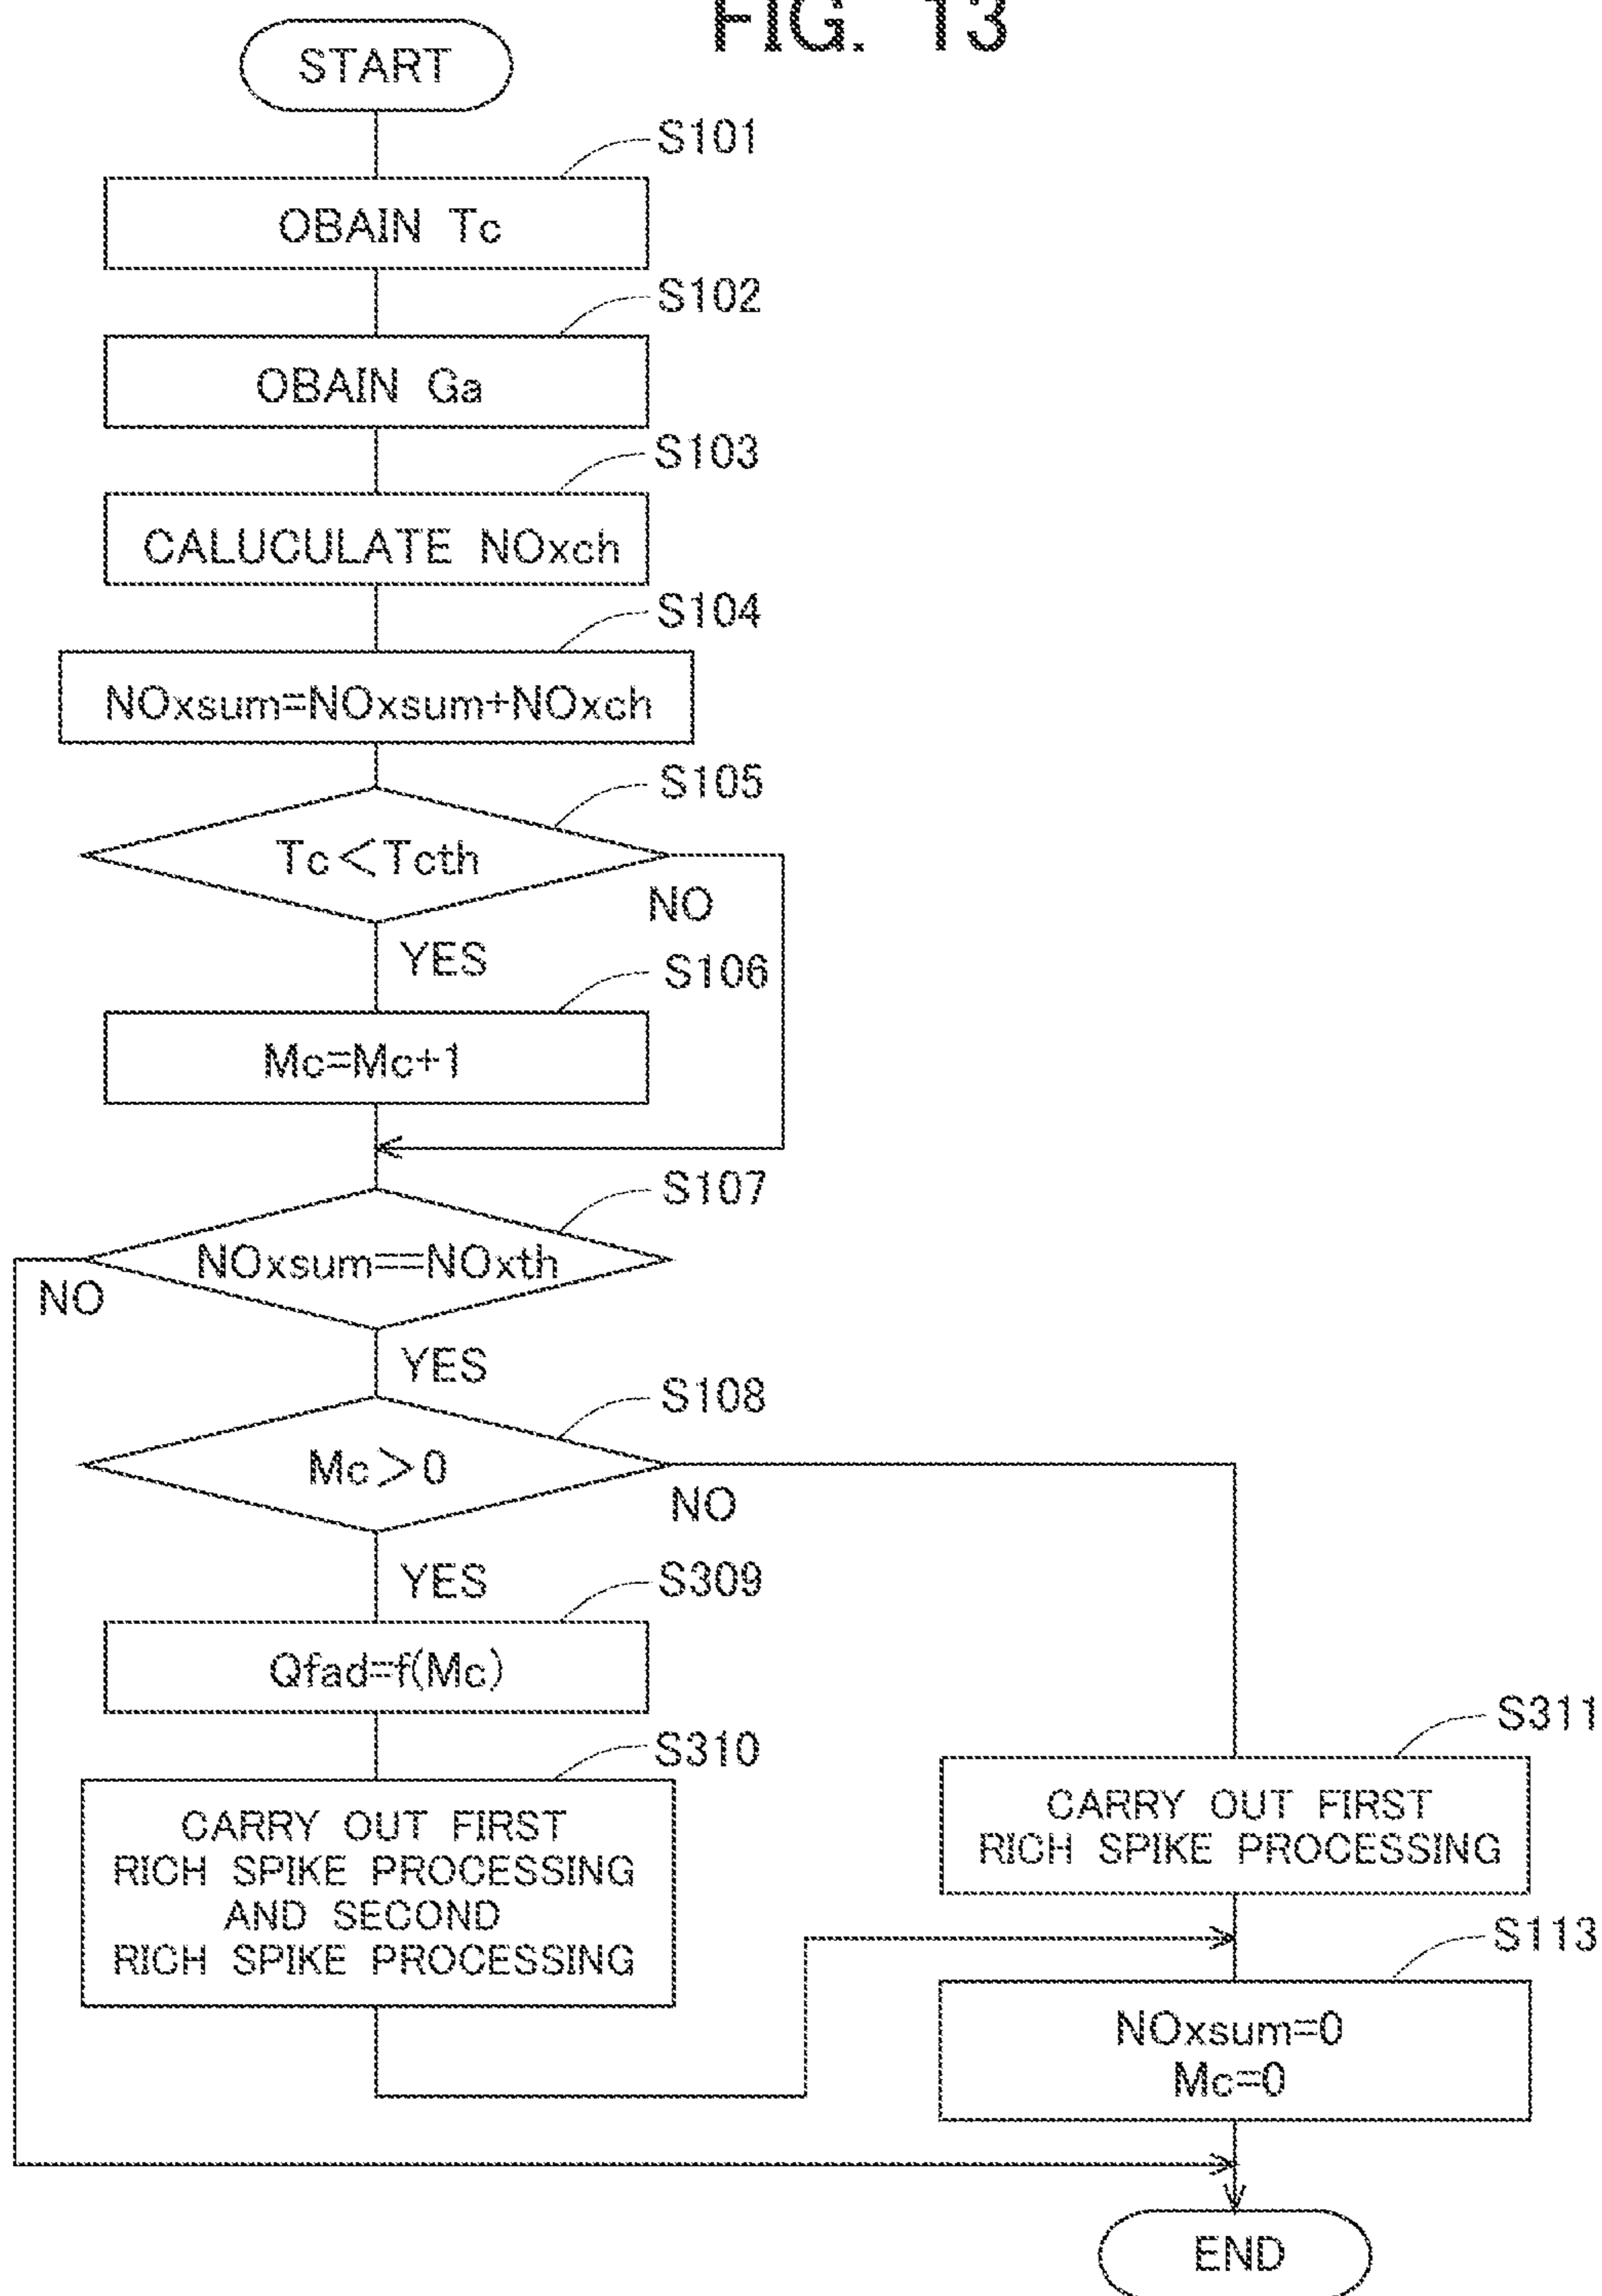 FIG. 13
START
S101
OBAIN Tc
S102
OBAIN Ga
S103
CALUCULATE NOxch
S104
NOxsum=NOxsum+NOxch
S105
Tc<Tcth
NO
YES
S106
Mc=Mc+1
S107
NOxsum==NOxth
NO
YES
S108
Mc>0
NO
YES
S309
Qfad=f(Mc)
S310
CARRY OUT FIRST
RICH SPIKE PROCESSING
AND SECOND
RICH SPIKE PROCESSING
S311
CARRY OUT FIRST
RICH SPIKE PROCESSING
S113
NOxsum=0
Mc=0
END